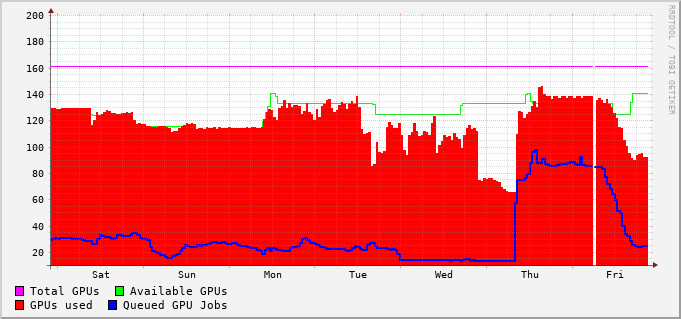 200
180
160
140
120
100
80
60
40
20
Sat Sun Mon Tue Wed Thu Fri
Total GPUs Available GPUs
GPUs used Queued GPU Jobs
RRDTOOL / TOBI OETIKER